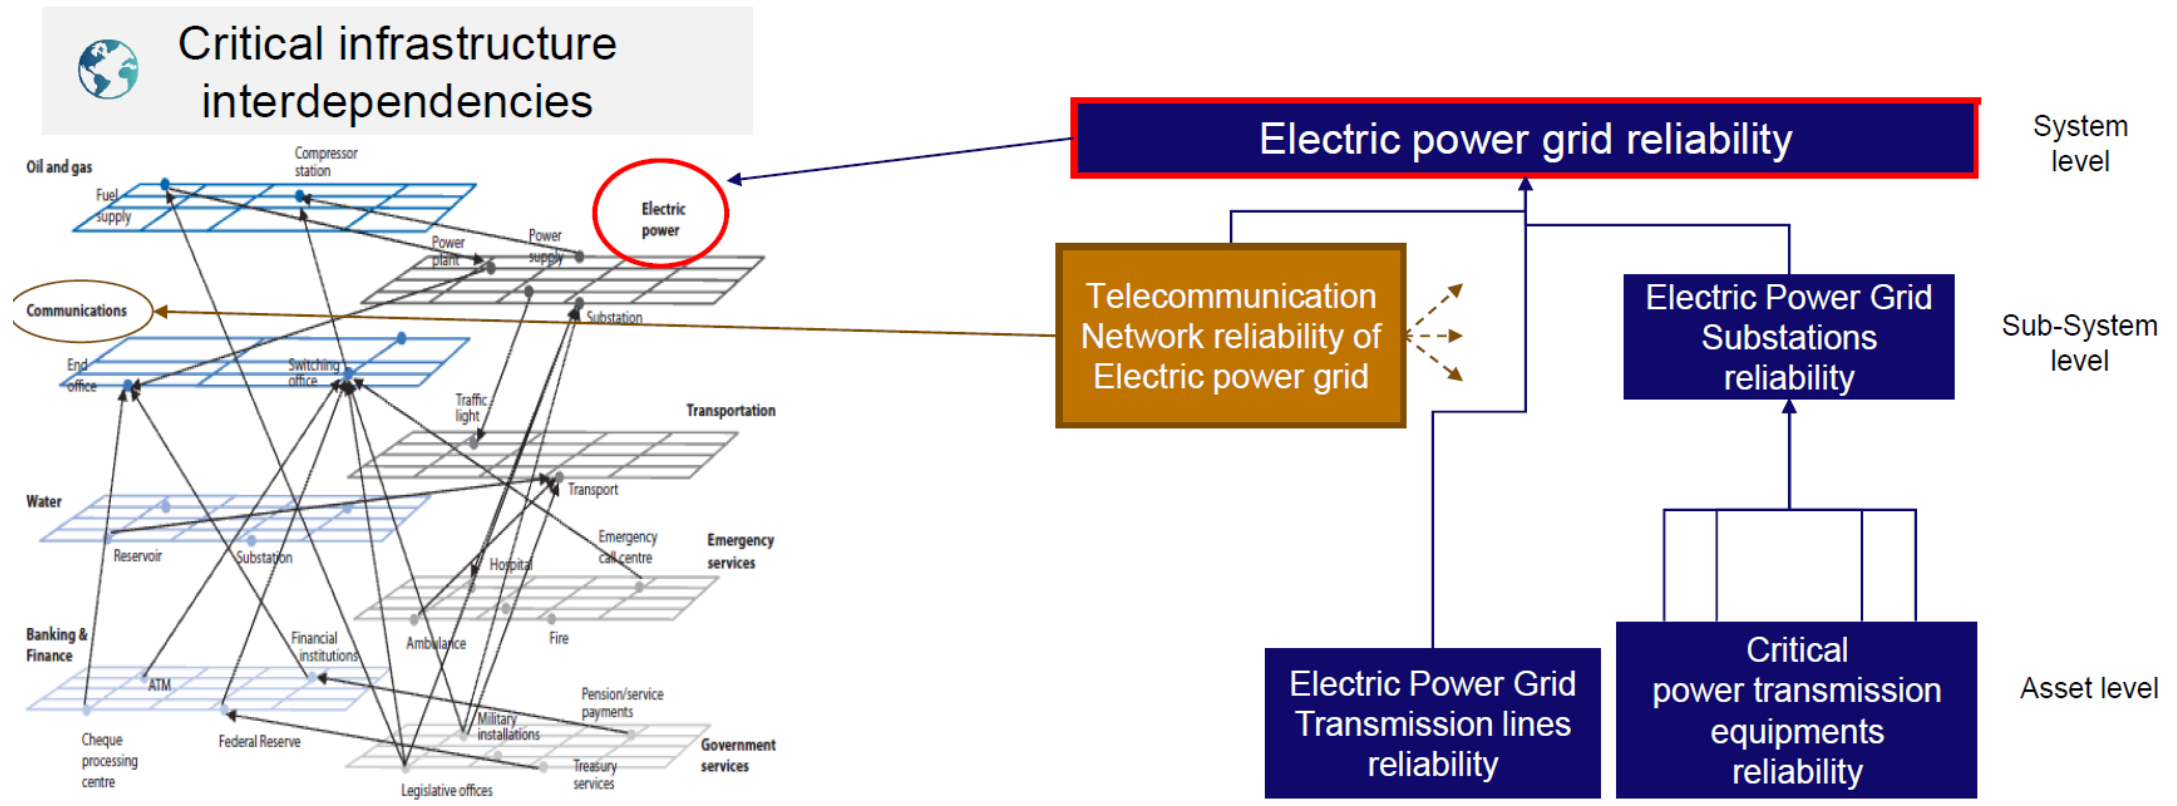 Critical infrastructure
interdependencies
Oil and gas
Compressor
station
Fuel
supply
Electric
power
Power
plant
Power
supply
Substation
Communications
End
office
Switching
office
Traffic
light
Transportation
Transport
Water
Reservoir
Substation
Emergency
call centre
Emergency
services
Hospital
Ambulance
Fire
Banking &
Finance
Financial
institutions
ATM
Cheque
processing
centre
Federal Reserve
Pension/service
payments
Military
installations
Government
services
Treasury
services
Legislative offices
Electric power grid reliability
System
level
Telecommunication
Network reliability of
Electric power grid
Electric Power Grid
Substations
reliability
Sub-System
level
Electric Power Grid
Transmission lines
reliability
Critical
power transmission
equipments
reliability
Asset level